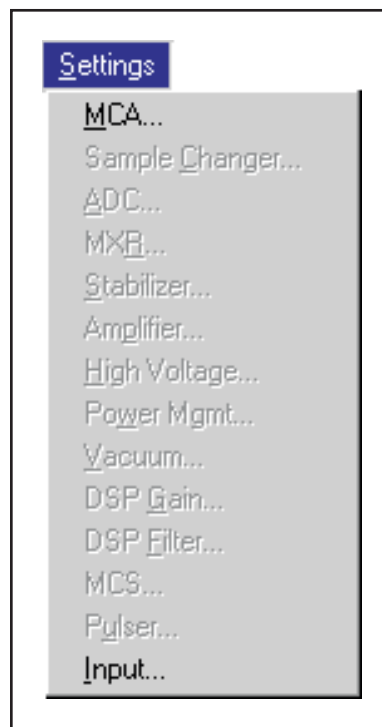 Settings
MCA...
Sample Changer...
ADC...
MXR...
Stabilizer...
Amplifier...
High Voltage...
Power Mgmt...
Vacuum...
DSP Gain...
DSP Filter...
MCS...
Pulser...
Input...